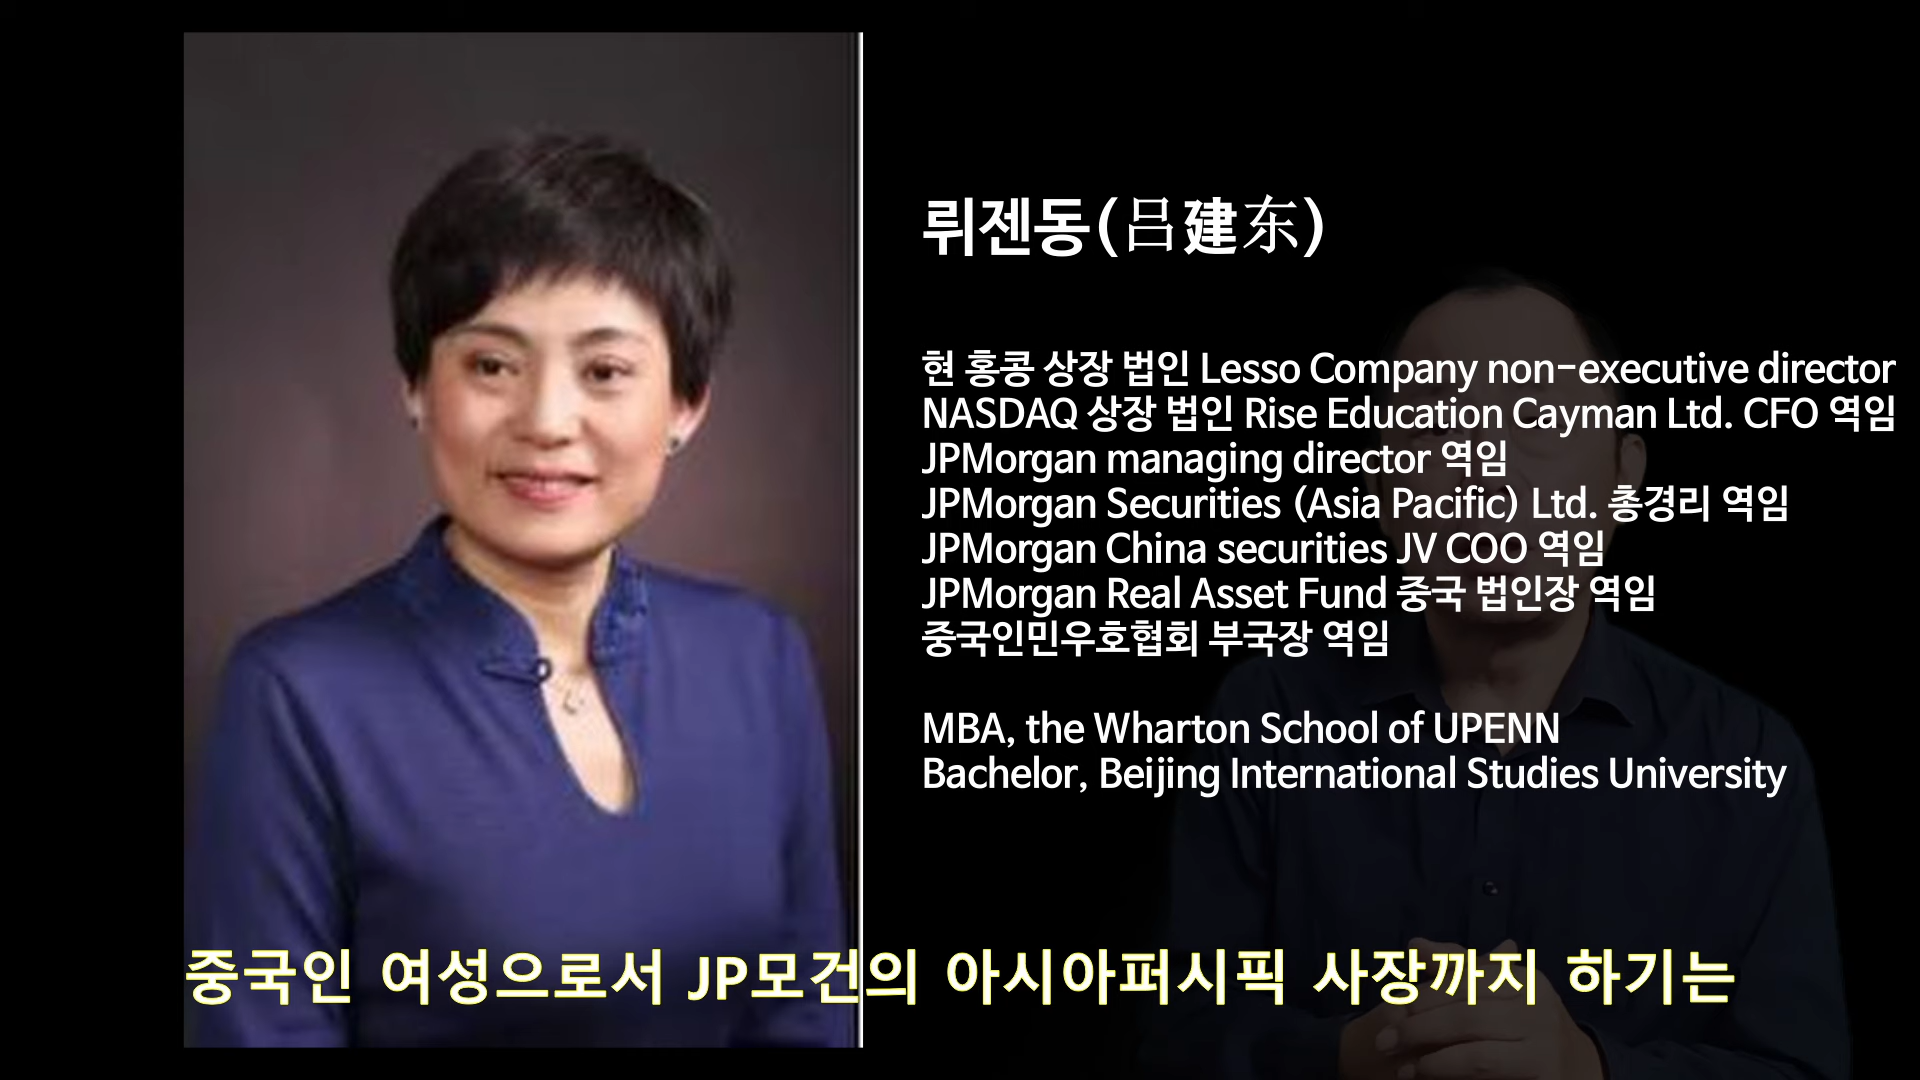 뤼젠동(吕建东)
현 홍콩 상장 법인 Lesso Company non-executive director
NASDAQ 상장 법인 Rise Education Cayman Ltd. CFO 역임
JPMorgan managing director 역임
JPMorgan Securities (Asia Pacific) Ltd. 총경리 역임
JPMorgan China securities JV COO 역임
JPMorgan Real Asset Fund 중국 법인장 역임
중국인민우호협회 부국장 역임
MBA, the Wharton School of UPENN
Bachelor, Beijing International Studies University
중국인 여성으로서 JP모건의 아시아퍼시픽 사장까지 하기는